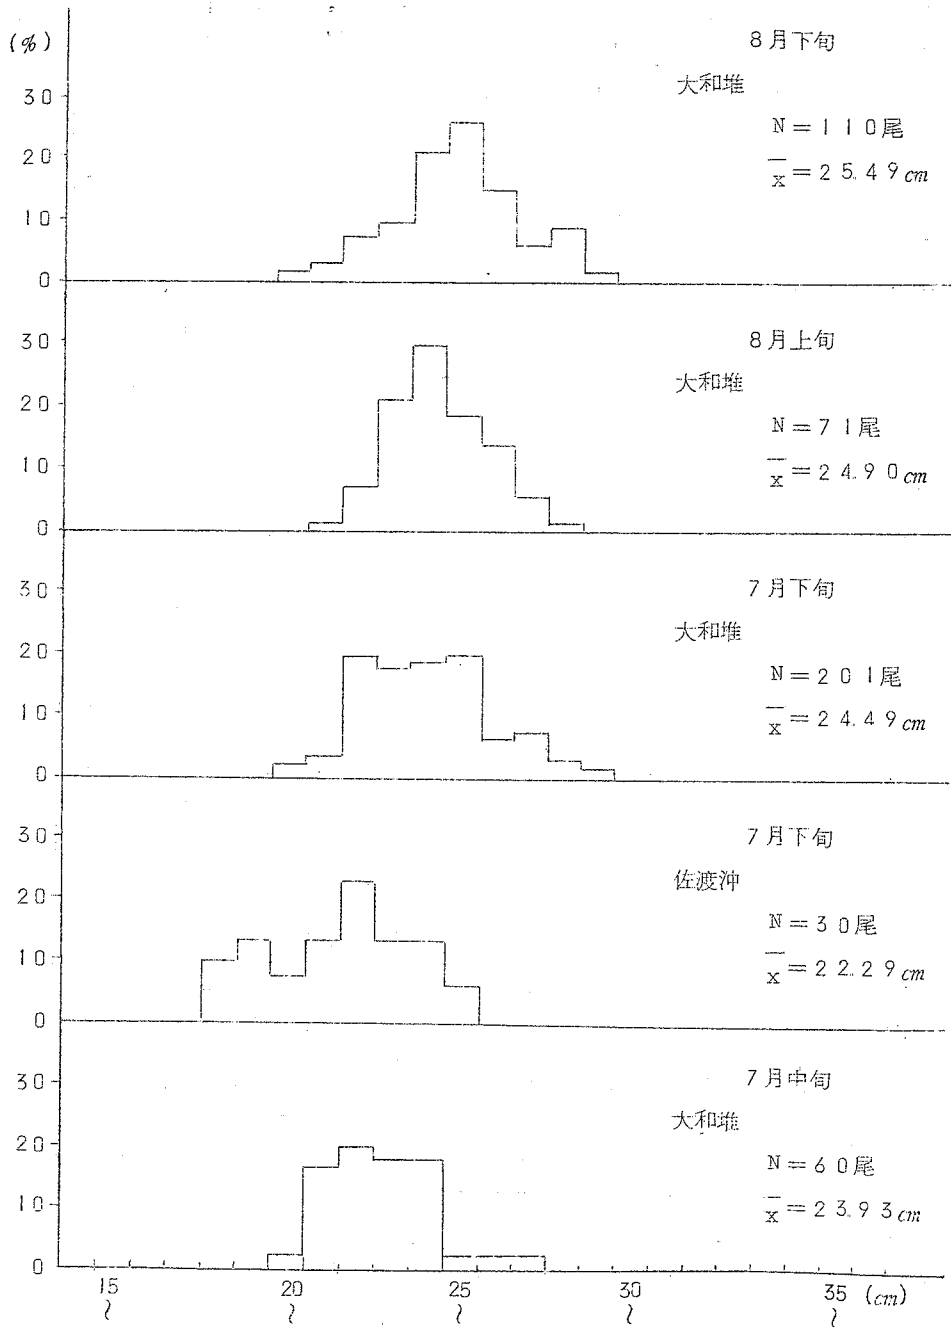 (%)
8月下旬
大和堆
30
N=110尾
20
x̄=25.49cm
10
0
8月上旬
30
大和堆
20
N=71尾
x̄=24.90cm
10
0
7月下旬
30
大和堆
20
N=201尾
x̄=24.49cm
10
0
7月下旬
30
佐渡沖
20
N=30尾
x̄=22.29cm
10
0
7月中旬
30
大和堆
20
N=60尾
x̄=23.93cm
10
0
15 20 25 30 35 (cm)
~ ~ ~ ~ ~